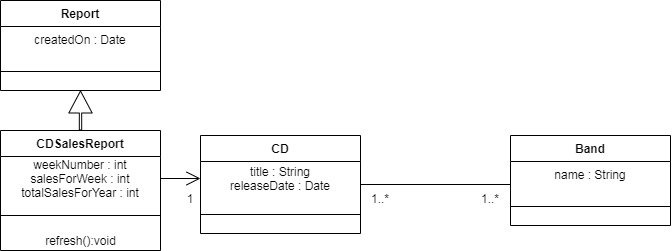 Report
createdOn : Date
CDSalesReport
weekNumber : int
salesForWeek : int
totalSalesForYear : int
refresh():void
1
CD
title : String
releaseDate : Date
1..*
1..*
Band
name : String